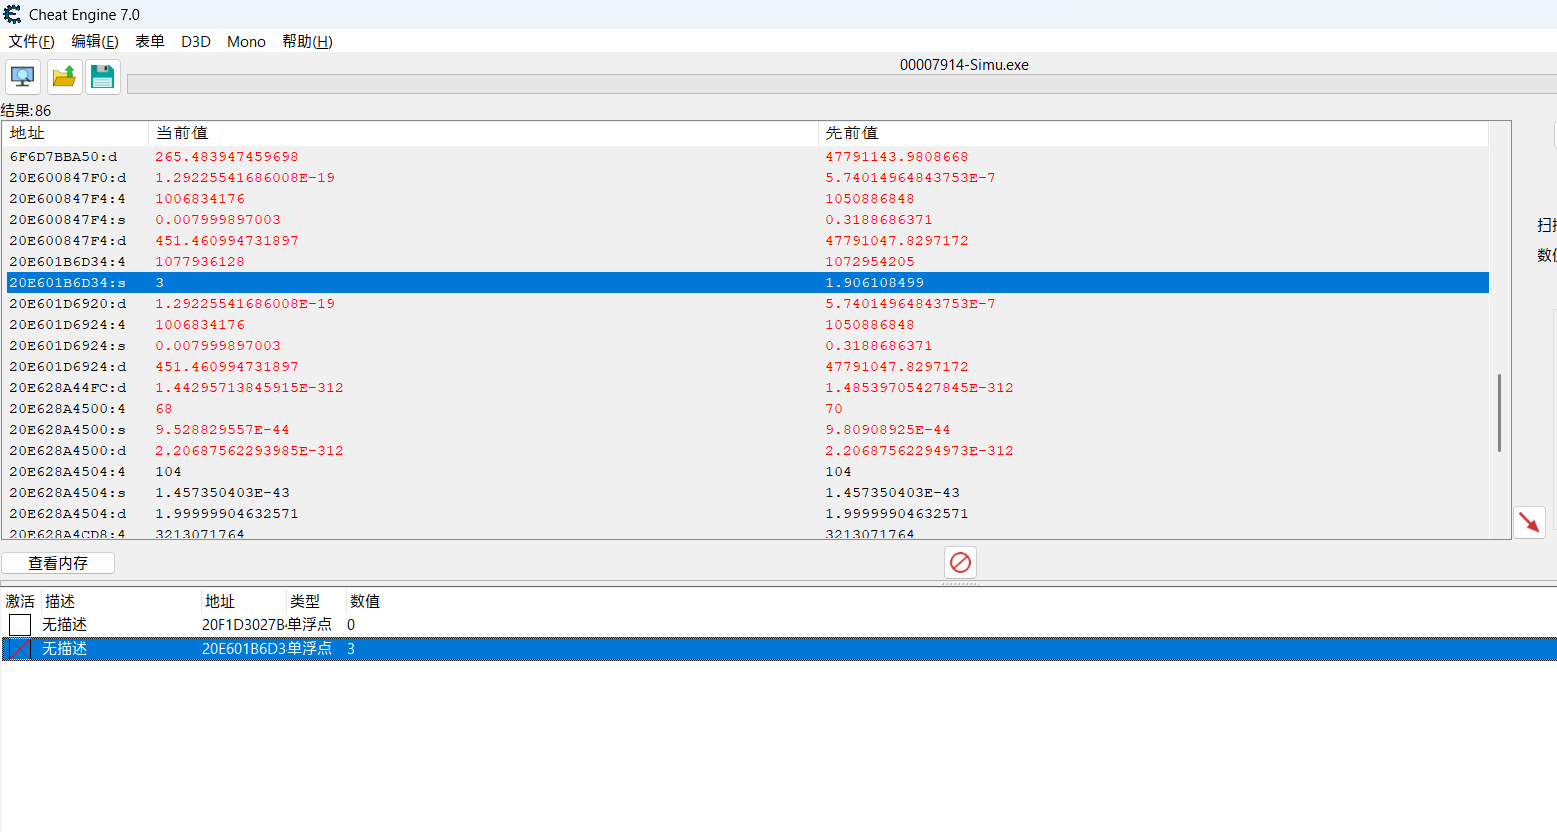 Cheat Engine 7.0
文件(F) 编辑(E) 表单 D3D Mono 帮助(H)
00007914-Simu.exe
结果:86
地址 当前值 先前值
6F6D7BBA50:d 265.483947459698 47791143.9808668
20E600847F0:d 1.29225541686008E-19 5.74014964843753E-7
20E600847F4:4 1006834176 1050886848
20E600847F4:s 0.007999897003 0.3188686371
20E600847F4:d 451.460994731897 47791047.8297172
20E601B6D34:4 1077936128 1072954205
20E601B6D34:s 3 1.906108499
20E601D6920:d 1.29225541686008E-19 5.74014964843753E-7
20E601D6924:4 1006834176 1050886848
20E601D6924:s 0.007999897003 0.3188686371
20E601D6924:d 451.460994731897 47791047.8297172
20E628A44FC:d 1.44295713845915E-312 1.48539705427845E-312
20E628A4500:4 68 70
20E628A4500:s 9.528829557E-44 9.80908925E-44
20E628A4500:d 2.20687562293985E-312 2.20687562294973E-312
20E628A4504:4 104 104
20E628A4504:s 1.457350403E-43 1.457350403E-43
20E628A4504:d 1.99999904632571 1.99999904632571
20E628A4CD8:4 3213071764 3213071764
扫
数
查看内存
激活 描述 地址 类型 数值
无描述 20F1D3027B 单浮点 0
无描述 20E601B6D3 单浮点 3